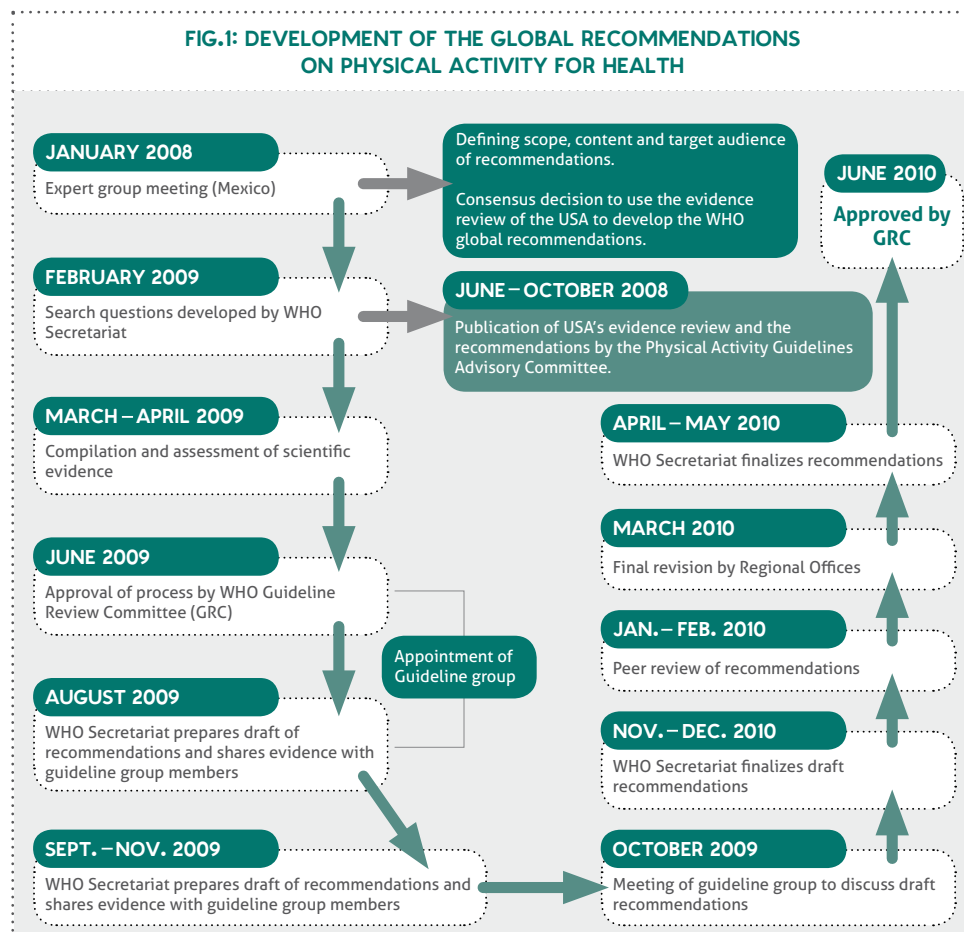 FIG.1: DEVELOPMENT OF THE GLOBAL RECOMMENDATIONS
ON PHYSICAL ACTIVITY FOR HEALTH
JANUARY 2008
Expert group meeting (Mexico)
Defining scope, content and target audience
of recommendations.
Consensus decision to use the evidence
review of the USA to develop the WHO
global recommendations.
FEBRUARY 2009
Search questions developed by WHO
Secretariat
JUNE – OCTOBER 2008
Publication of USA's evidence review and the
recommendations by the Physical Activity Guidelines
Advisory Committee.
MARCH – APRIL 2009
Compilation and assessment of scientific
evidence
JUNE 2009
Approval of process by WHO Guideline
Review Committee (GRC)
Appointment of
Guideline group
AUGUST 2009
WHO Secretariat prepares draft of
recommendations and shares evidence with
guideline group members
SEPT. – NOV. 2009
WHO Secretariat prepares draft of recommendations and
shares evidence with guideline group members
OCTOBER 2009
Meeting of guideline group to discuss draft
recommendations
NOV. – DEC. 2010
WHO Secretariat finalizes draft
recommendations
JAN. – FEB. 2010
Peer review of recommendations
MARCH 2010
Final revision by Regional Offices
APRIL – MAY 2010
WHO Secretariat finalizes recommendations
JUNE 2010
Approved by
GRC